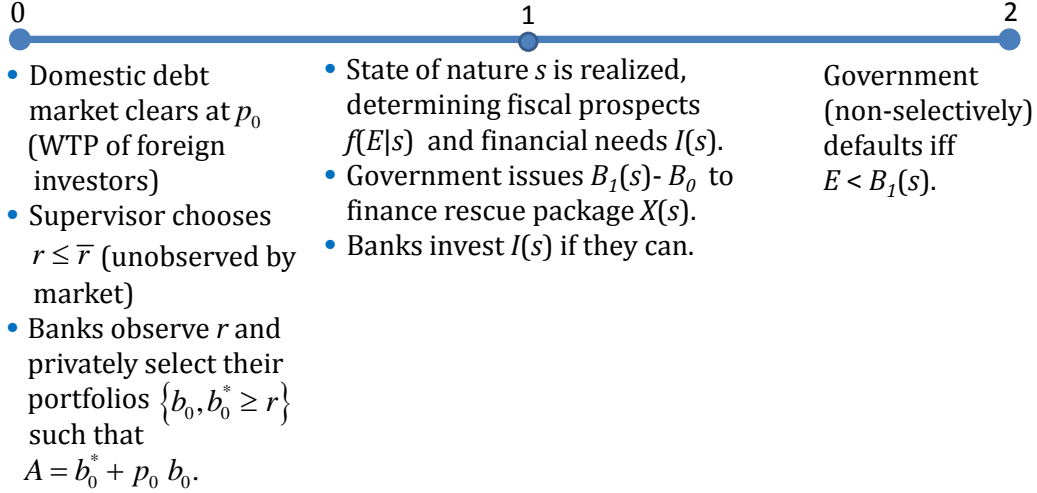 0
1
2
• Domestic debt
market clears at p₀
(WTP of foreign
investors)
• Supervisor chooses
r ≤ r̅ (unobserved by
market)
• Banks observe r and
privately select their
portfolios {b₀, b₀* ≥ r}
such that
A = b₀* + p₀ b₀.
• State of nature s is realized,
determining fiscal prospects
f(E|s) and financial needs I(s).
• Government issues B₁(s)- B₀ to
finance rescue package X(s).
• Banks invest I(s) if they can.
Government
(non-selectively)
defaults iff
E < B₁(s).